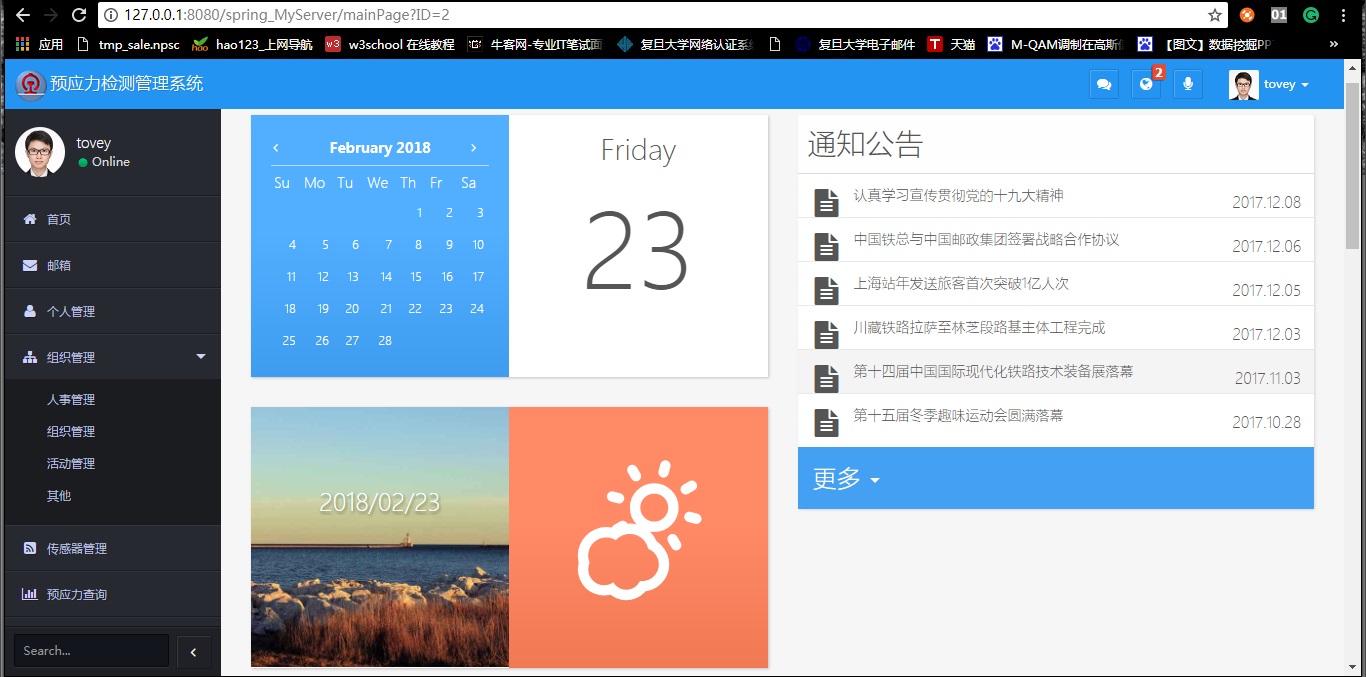 127.0.0.1:8080/spring_MyServer/mainPage?ID=2
应用 tmp_sale.npsc hao123_上网导航 w3school 在线教程 牛客网-专业IT笔试面 复旦大学网络认证系 复旦大学电子邮件 天猫 M-QAM调制在高斯 【图文】数据挖掘PP
预应力检测管理系统
2
tovey
tovey
Online
首页
邮箱
个人管理
组织管理
人事管理
组织管理
活动管理
其他
传感器管理
预应力查询
Search...
February 2018
Su Mo Tu We Th Fr Sa
1 2 3
4 5 6 7 8 9 10
11 12 13 14 15 16 17
18 19 20 21 22 23 24
25 26 27 28
Friday
23
2018/02/23
通知公告
认真学习宣传贯彻党的十九大精神 2017.12.08
中国铁总与中国邮政集团签署战略合作协议 2017.12.06
上海站年发送旅客首次突破1亿人次 2017.12.05
川藏铁路拉萨至林芝段路基主体工程完成 2017.12.03
第十四届中国国际现代化铁路技术装备展落幕 2017.11.03
第十五届冬季趣味运动会圆满落幕 2017.10.28
更多